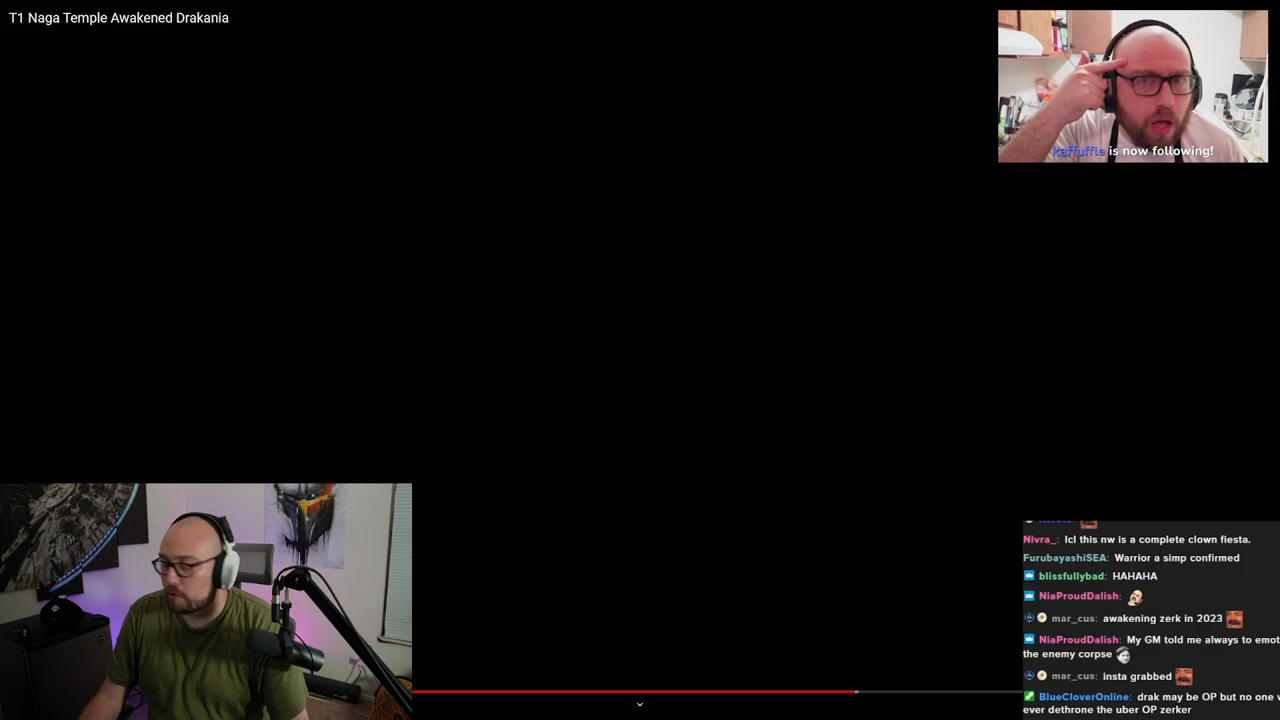 T1 Naga Temple Awakened Drakania
kaffuffle is now following!
Nivra_: lcl this nw is a complete clown fiesta.
FurubayashiSEA: Warrior a simp confirmed
blissfullybad: HAHAHA
NiaProudDalish:
mar_cus: awakening zerk in 2023
NiaProudDalish: My GM told me always to emot
the enemy corpse
mar_cus: insta grabbed
BlueCloverOnline: drak may be OP but no one w
ever dethrone the uber OP zerker